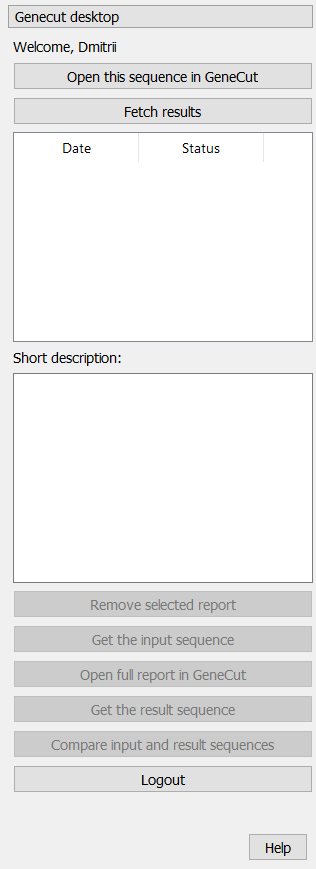 Genecut desktop
Welcome, Dmitrii
Open this sequence in GeneCut
Fetch results
Date Status
Short description:
Remove selected report
Get the input sequence
Open full report in GeneCut
Get the result sequence
Compare input and result sequences
Logout
Help